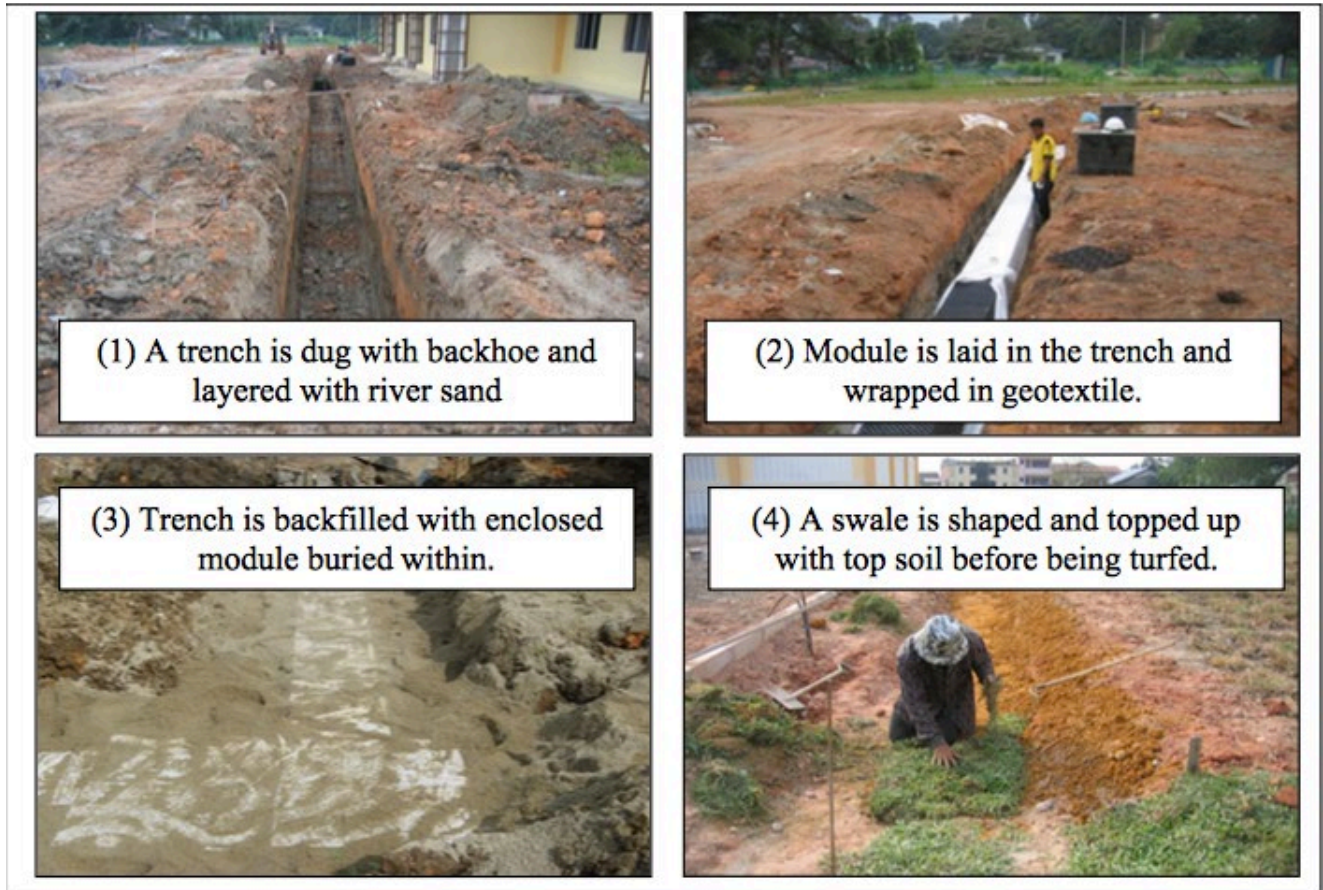 (1) A trench is dug with backhoe and
layered with river sand
(2) Module is laid in the trench and
wrapped in geotextile.
(3) Trench is backfilled with enclosed
module buried within.
(4) A swale is shaped and topped up
with top soil before being turfed.